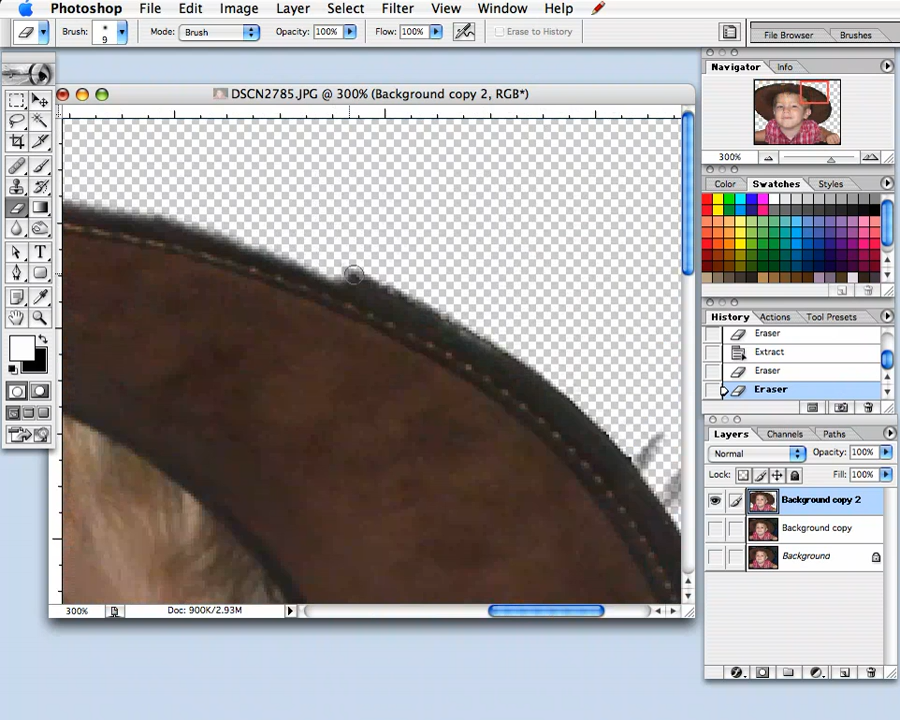 Photoshop File Edit Image Layer Select Filter View Window Help
Brush: 9 Mode: Brush Opacity: 100% Flow: 100% Erase to History File Browser Brushes
DSCN2785.JPG @ 300% (Background copy 2, RGB*)
Navigator Info
300%
Color Swatches Styles
History Actions Tool Presets
Eraser
Extract
Eraser
Eraser
Layers Channels Paths
Normal Opacity: 100%
Lock: Fill: 100%
Background copy 2
Background copy
Background
300% Doc: 900K/2.93M
T